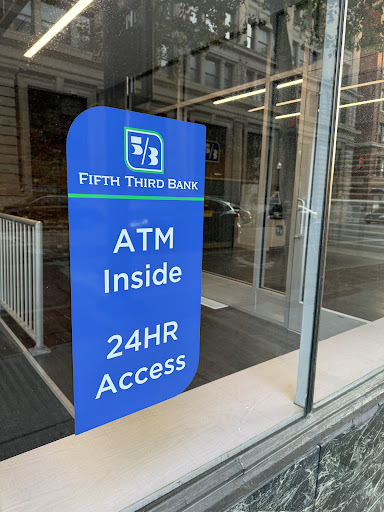 5/3
FIFTH THIRD BANK
ATM
Inside
24HR
Access